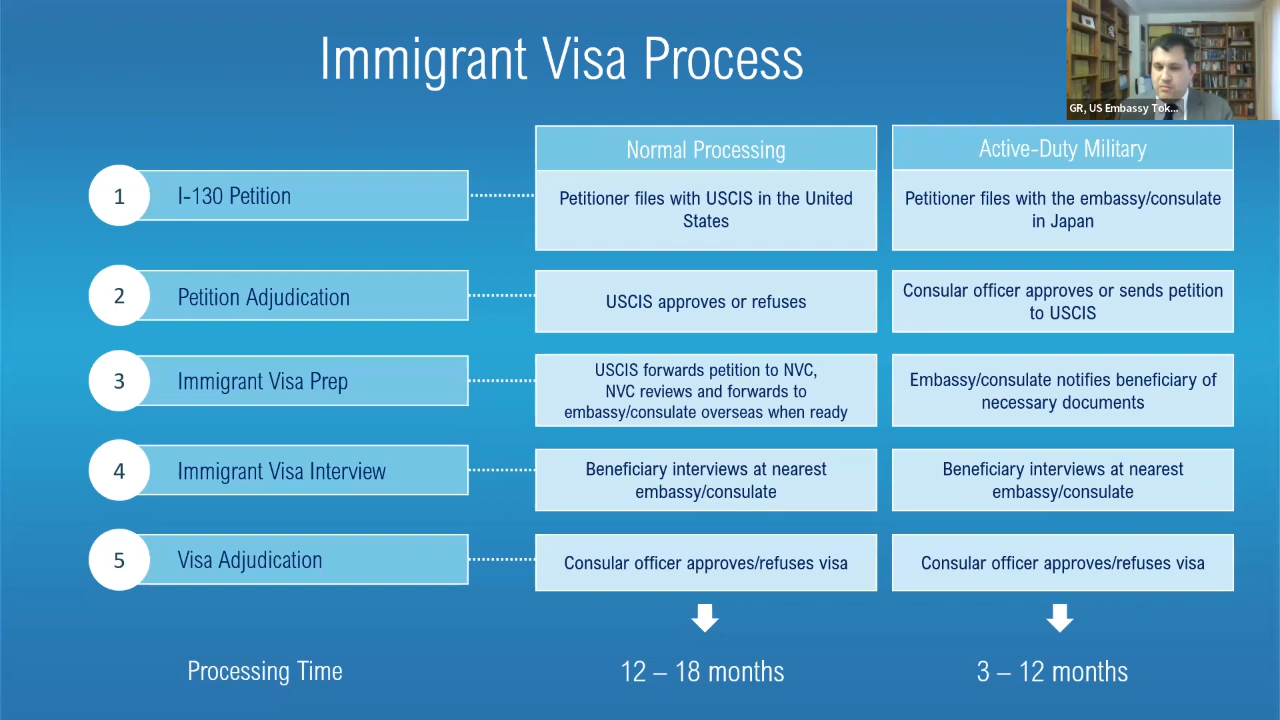 Immigrant Visa Process
GR, US Embassy Tok...
Normal Processing
Active-Duty Military
1
I-130 Petition
Petitioner files with USCIS in the United
States
Petitioner files with the embassy/consulate
in Japan
2
Petition Adjudication
USCIS approves or refuses
Consular officer approves or sends petition
to USCIS
3
Immigrant Visa Prep
USCIS forwards petition to NVC,
NVC reviews and forwards to
embassy/consulate overseas when ready
Embassy/consulate notifies beneficiary of
necessary documents
4
Immigrant Visa Interview
Beneficiary interviews at nearest
embassy/consulate
Beneficiary interviews at nearest
embassy/consulate
5
Visa Adjudication
Consular officer approves/refuses visa
Consular officer approves/refuses visa
Processing Time
12 – 18 months
3 – 12 months